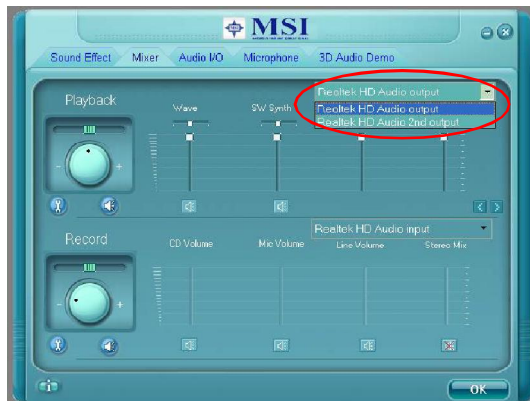 MSI
Sound Effect Mixer Audio I/O Microphone 3D Audio Demo
Playback
Realtek HD Audio output
Wave SW Synth
Realtek HD Audio output
Realtek HD Audio 2nd output
- +
Record
Realtek HD Audio input
CD Volume Mic Volume Line Volume Stereo Mix
- +
OK